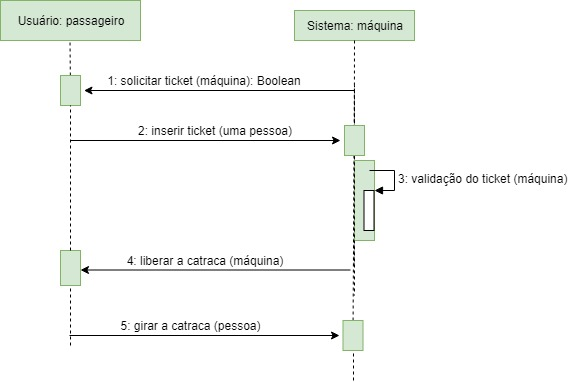 Usuário: passageiro
Sistema: máquina
1: solicitar ticket (máquina): Boolean
2: inserir ticket (uma pessoa)
3: validação do ticket (máquina)
4: liberar a catraca (máquina)
5: girar a catraca (pessoa)